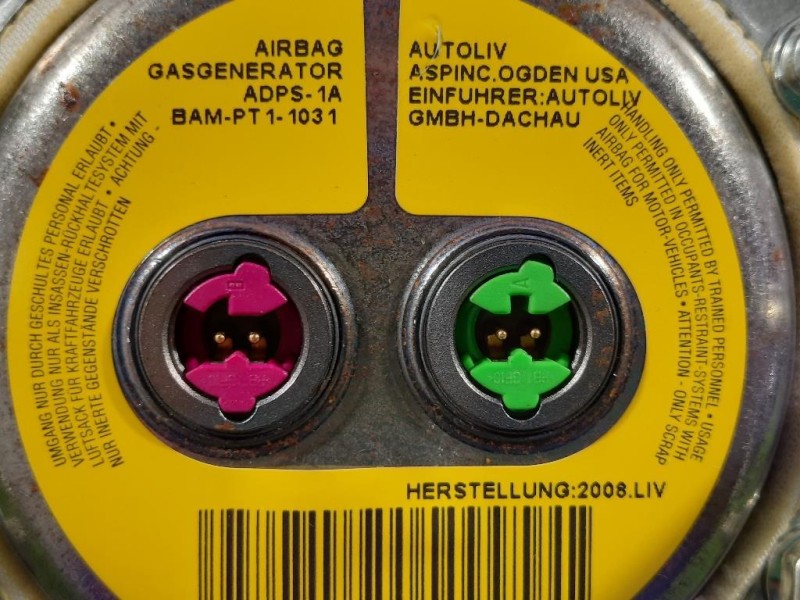 AIRBAG
GASGENERATOR
ADPS-1A
BAM-PT1-1031
AUTOLIV
ASPINC.OGDEN USA
EINFUHRER:AUTOLIV
GMBH-DACHAU
UMGANG NUR DURCH GESCHULTES PERSONAL ERLAUBT •
VERWENDUNG NUR ALS INSASSEN-RÜCKHALTESYSTEM MIT
LUFTSACK FÜR KRAFTFAHRZEUGE ERLAUBT • ACHTUNG -
NUR INERTE GEGENSTÄNDE VERSCHROTTEN
HANDLING ONLY PERMITTED BY TRAINED PERSONNEL • USAGE
ONLY PERMITTED IN OCCUPANTS-RESTRAINT-SYSTEMS WITH
AIRBAG FOR MOTOR-VEHICLES • ATTENTION - ONLY SCRAP
INERT ITEMS
A
HERSTELLUNG:2008.LIV